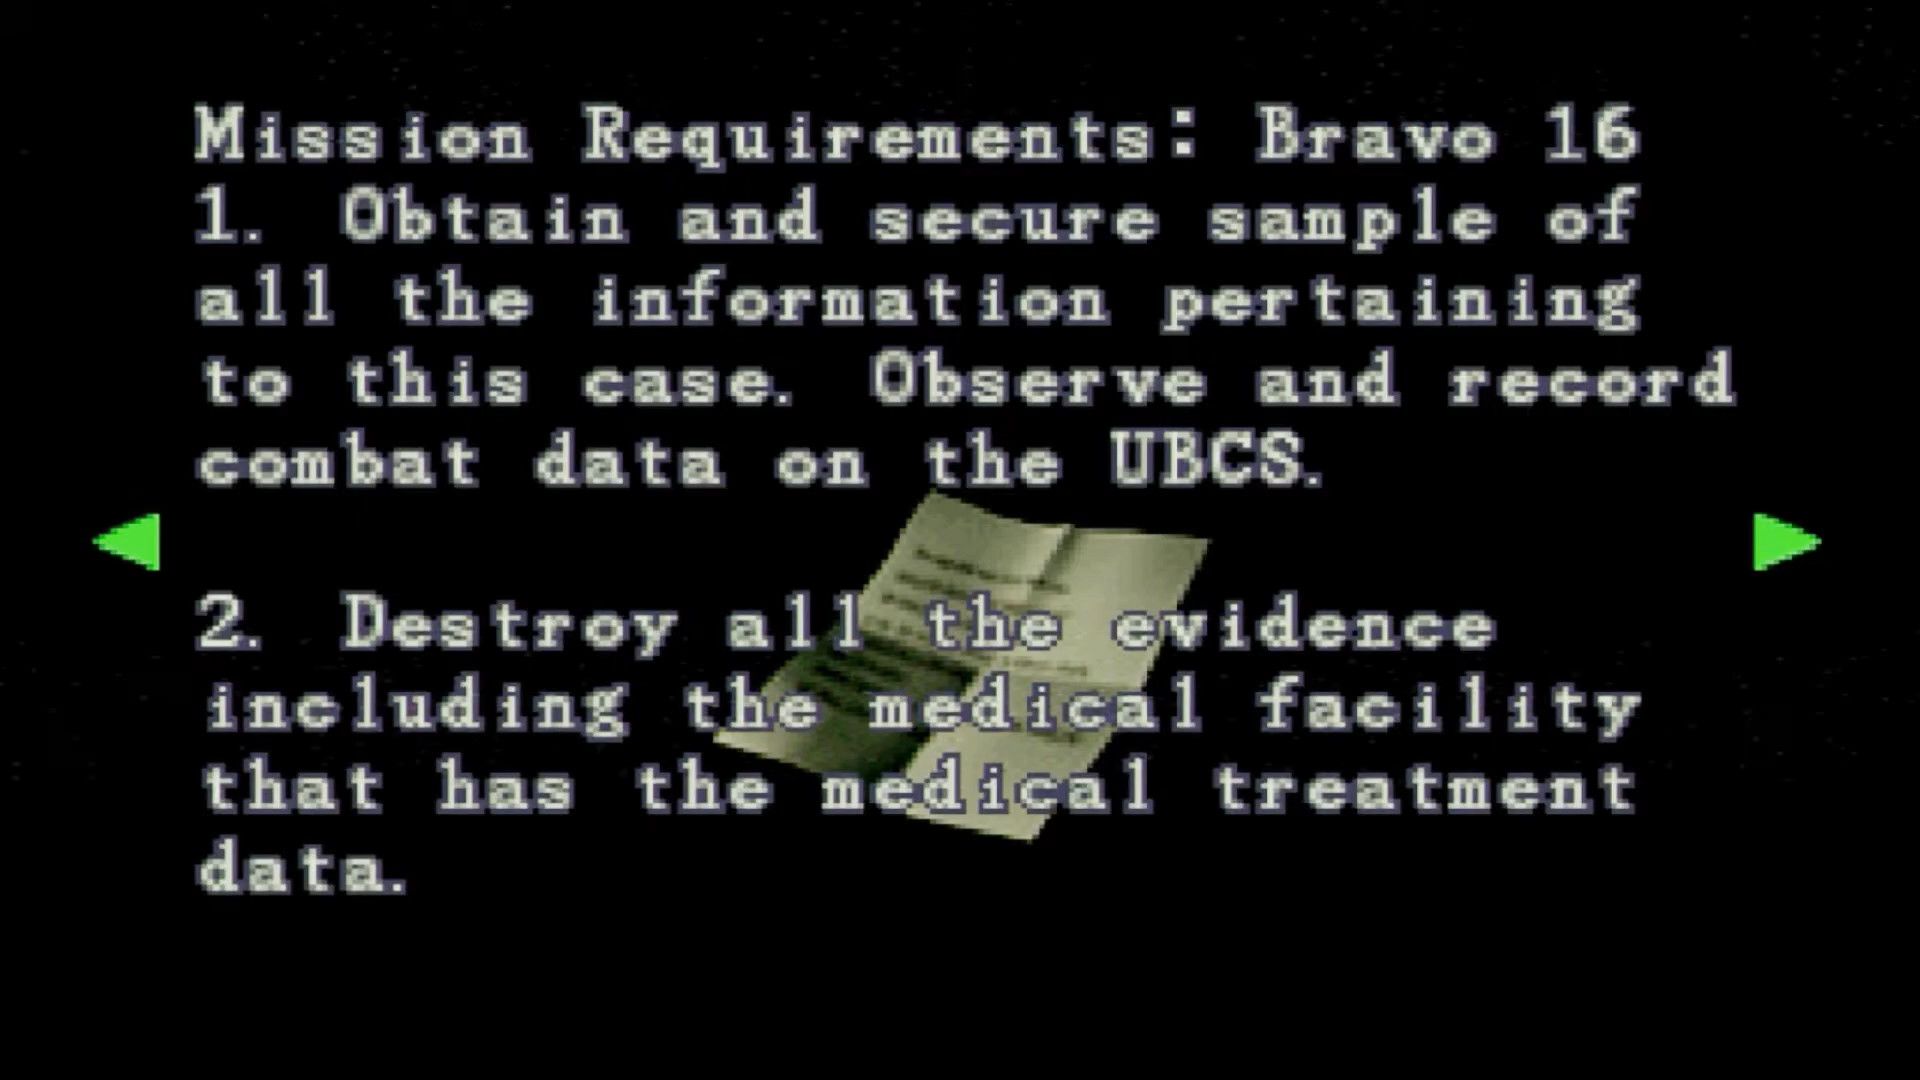 Mission Requirements: Bravo 16
1. Obtain and secure sample of
all the information pertaining
to this case. Observe and record
combat data on the UBCS.
2. Destroy all the evidence
including the medical facility
that has the medical treatment
data.